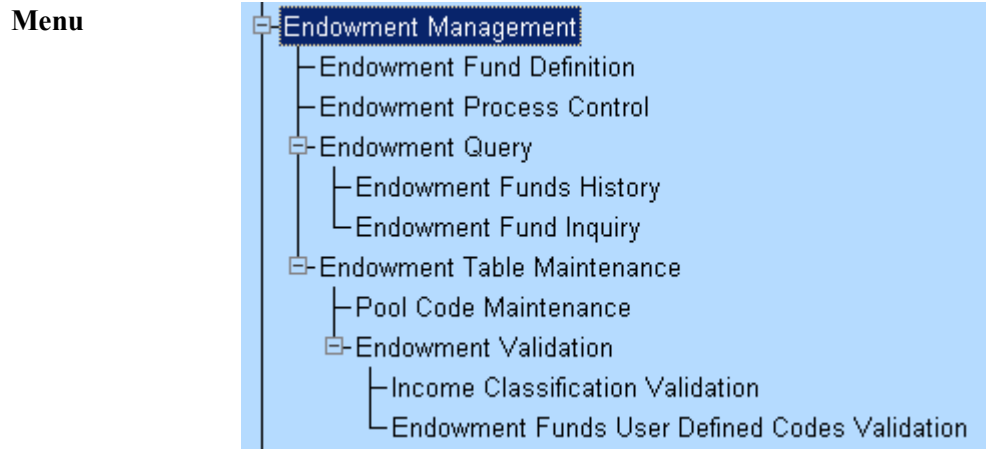 Menu
Endowment Management
Endowment Fund Definition
Endowment Process Control
Endowment Query
Endowment Funds History
Endowment Fund Inquiry
Endowment Table Maintenance
Pool Code Maintenance
Endowment Validation
Income Classification Validation
Endowment Funds User Defined Codes Validation